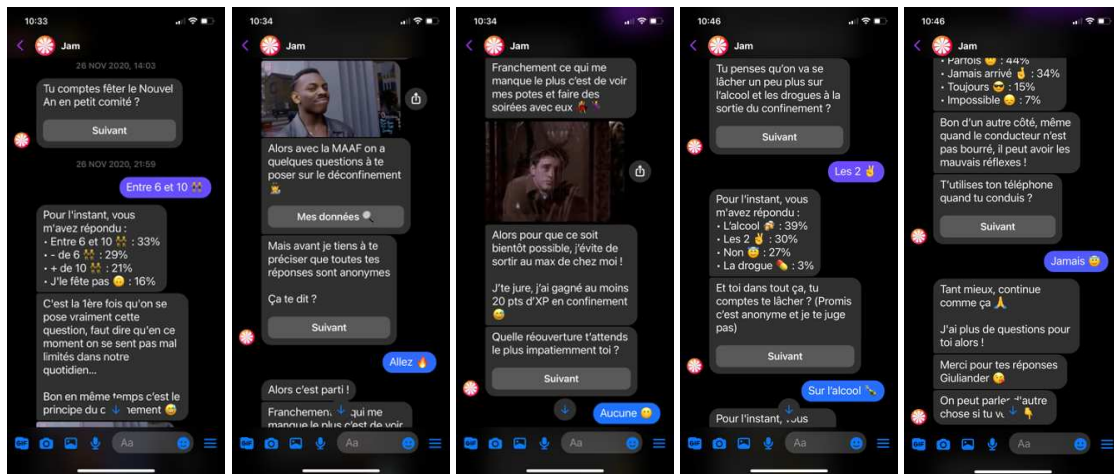 10:33
Jam
26 NOV 2020, 14:03
Tu comptes fêter le Nouvel
An en petit comité ?
Suivant
26 NOV 2020, 21:59
Entre 6 et 10 👯
Pour l'instant, vous
m'avez répondu :
• Entre 6 et 10 👯 : 33%
• - de 6 👯 : 29%
• + de 10 👯 : 21%
• J'le fête pas 🙃 : 16%
C'est la 1ère fois qu'on se
pose vraiment cette
question, faut dire qu'en ce
moment on se sent pas mal
limités dans notre
quotidien...
Bon en même temps c'est le
principe du c nement 😅
GIF
Aa
10:34
Jam
Alors avec la MAAF on a
quelques questions à te
poser sur le déconfinement
Mes données 🔍
Mais avant je tiens à te
préciser que toutes tes
réponses sont anonymes
Ça te dit ?
Suivant
Allez 🔥
Alors c'est parti !
Franchemen qui me
manque le plus c'est de voir
GIF
Aa
10:34
Jam
Franchement ce qui me
manque le plus c'est de voir
mes potes et faire des
soirées avec eux 💃🕺
Alors pour que ce soit
bientôt possible, j'évite de
sortir au max de chez moi !
J'te jure, j'ai gagné au moins
20 pts d'XP en confinement
😅
Quelle réouverture t'attends
le plus impatiemment toi ?
Suivant
Aucune 🙂
GIF
Aa
10:46
Jam
Tu penses qu'on va se
lâcher un peu plus sur
l'alcool et les drogues à la
sortie du confinement ?
Suivant
Les 2 ✌️
Pour l'instant, vous
m'avez répondu :
• L'alcool 🍻 : 39%
• Les 2 ✌️ : 30%
• Non 😇 : 27%
• La drogue 💊 : 3%
Et toi dans tout ça, tu
comptes te lâcher ? (Promis
c'est anonyme et je te juge
pas)
Suivant
Sur l'alcool 🍾
Pour l'instant, vous
GIF
Aa
10:46
Jam
• Parfois 😕 : 44%
• Jamais arrivé ✌️ : 34%
• Toujours 😎 : 15%
• Impossible 😞 : 7%
Bon d'un autre côté, même
quand le conducteur n'est
pas bourré, il peut avoir les
mauvais réflexes !
T'utilises ton téléphone
quand tu conduis ?
Suivant
Jamais 😇
Tant mieux, continue
comme ça 🙏
J'ai plus de questions pour
toi alors !
Merci pour tes réponses
Giuliander 😘
On peut parler d'autre
chose si tu v 👇
GIF
Aa